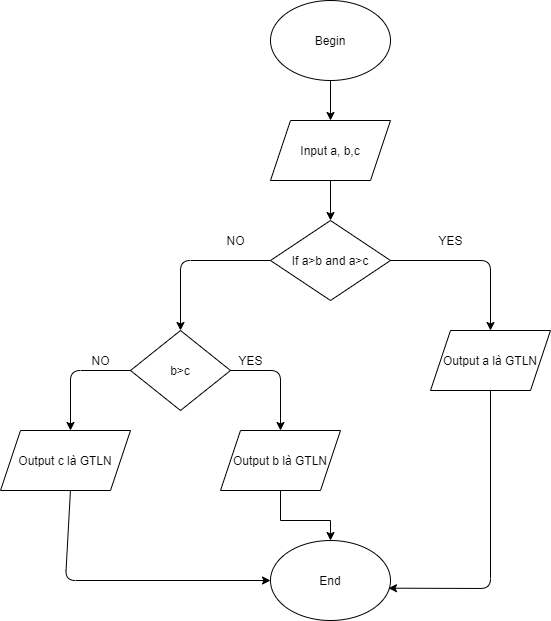 Begin
Input a, b,c
NO
YES
If a>b and a>c
NO
YES
b>c
Output a là GTLN
Output c là GTLN
Output b là GTLN
End